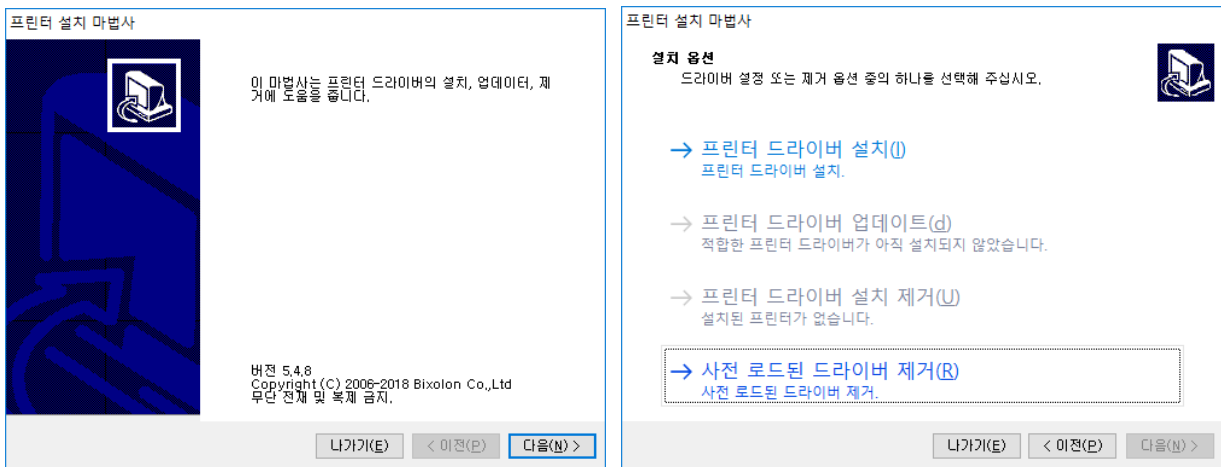 프린터 설치 마법사
이 마법사는 프린터 드라이버의 설치, 업데이터, 제
거에 도움을 줍니다.
버전 5.4.8
Copyright (C) 2006-2018 Bixolon Co.,Ltd
무단 전재 및 복제 금지.
나가기(E)
< 이전(P)
다음(N) >
프린터 설치 마법사
설치 옵션
드라이버 설정 또는 제거 옵션 중의 하나를 선택해 주십시오.
→ 프린터 드라이버 설치(I)
프린터 드라이버 설치.
→ 프린터 드라이버 업데이트(d)
적합한 프린터 드라이버가 아직 설치되지 않았습니다.
→ 프린터 드라이버 설치 제거(U)
설치된 프린터가 없습니다.
→ 사전 로드된 드라이버 제거(R)
사전 로드된 드라이버 제거.
나가기(E)
< 이전(P)
다음(N) >